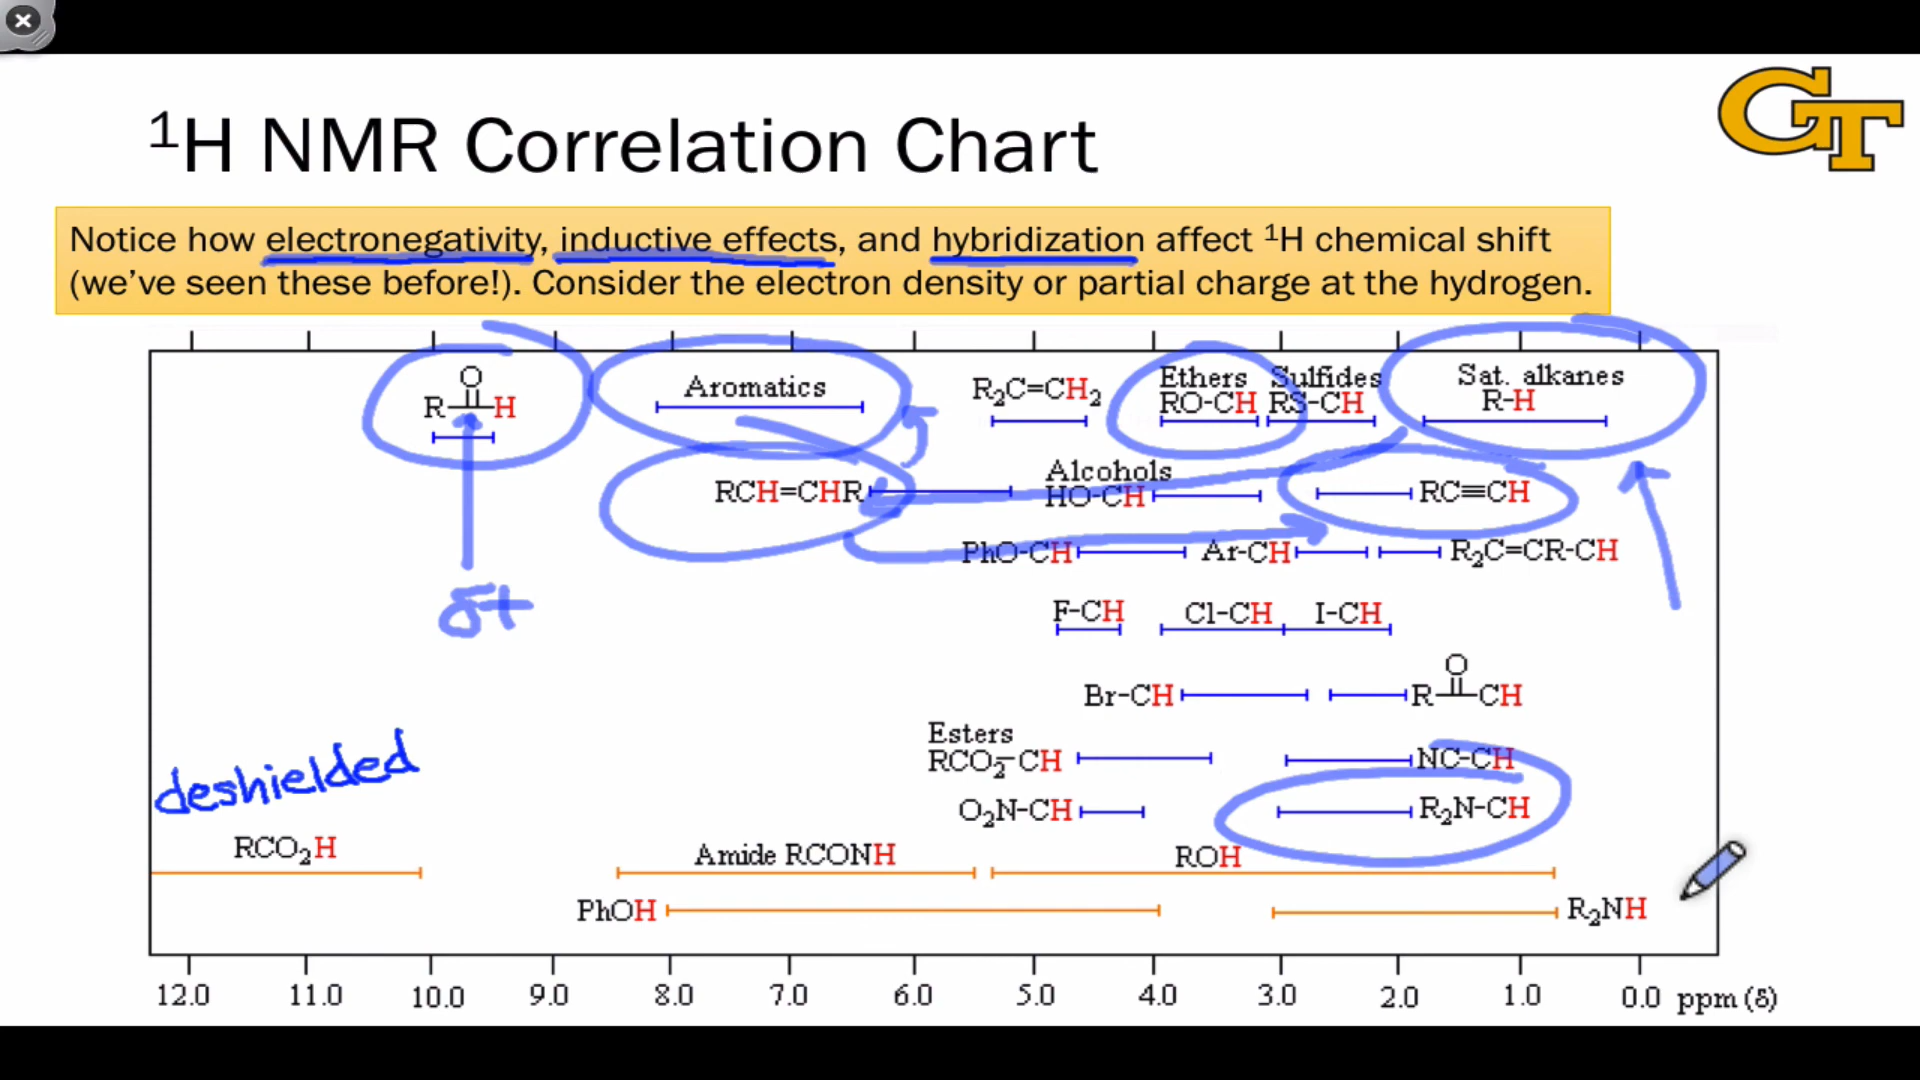 GT
¹H NMR Correlation Chart
Notice how electronegativity, inductive effects, and hybridization affect ¹H chemical shift
(we've seen these before!). Consider the electron density or partial charge at the hydrogen.
O
R H
Aromatics
R₂C=CH₂
Ethers
RO-CH
Sulfides
RS-CH
Sat. alkanes
R-H
RCH=CHR
Alcohols
HO-CH
RC≡CH
PhO-CH
Ar-CH
R₂C=CR-CH
δ+
F-CH
Cl-CH
I-CH
Br-CH
O
R CH
deshielded
Esters
RCO₂-CH
NC-CH
O₂N-CH
R₂N-CH
RCO₂H
Amide RCONH
ROH
PhOH
R₂NH
12.0 11.0 10.0 9.0 8.0 7.0 6.0 5.0 4.0 3.0 2.0 1.0 0.0 ppm (δ)